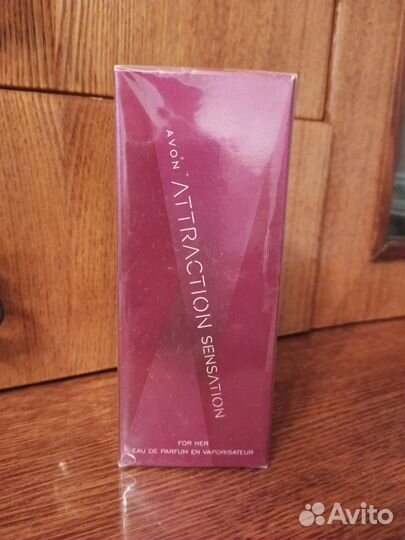 AVON
ATTRACTION SENSATION
FOR HER
EAU DE PARFUM EN VAPORISATEUR
Avito